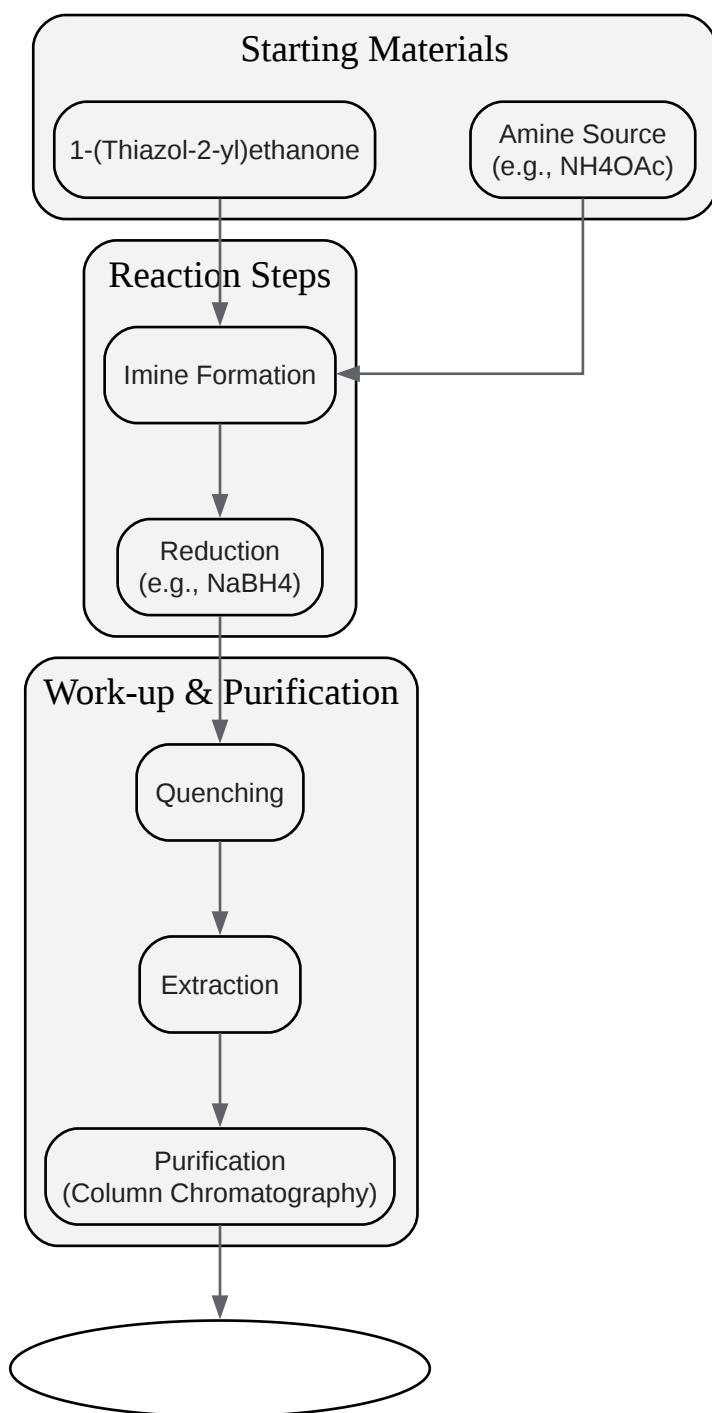 Starting Materials
1-(Thiazol-2-yl)ethanone
Amine Source
(e.g., NH4OAc)
Reaction Steps
Imine Formation
Reduction
(e.g., NaBH4)
Work-up & Purification
Quenching
Extraction
Purification
(Column Chromatography)